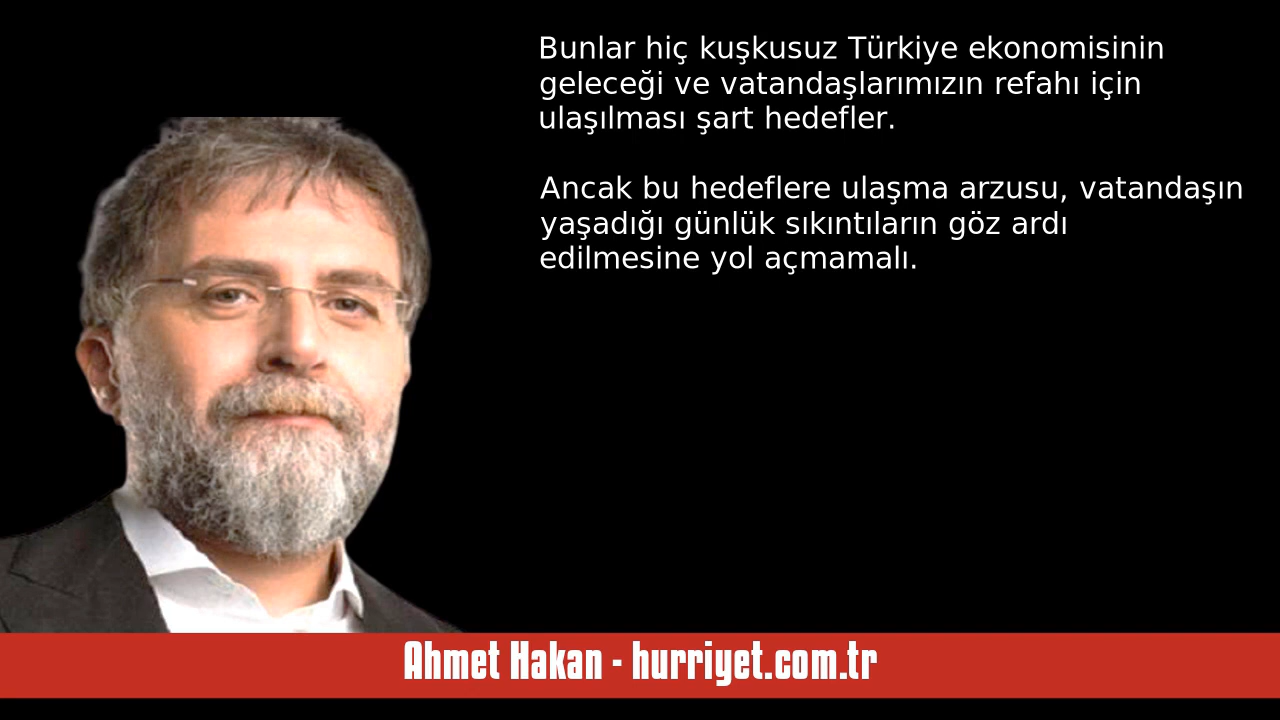 Bunlar hiç kuşkusuz Türkiye ekonomisinin
geleceği ve vatandaşlarımızın refahı için
ulaşılması şart hedefler.
Ancak bu hedeflere ulaşma arzusu, vatandaşın
yaşadığı günlük sıkıntıların göz ardı
edilmesine yol açmamalı.
Ahmet Hakan - hurriyet.com.tr